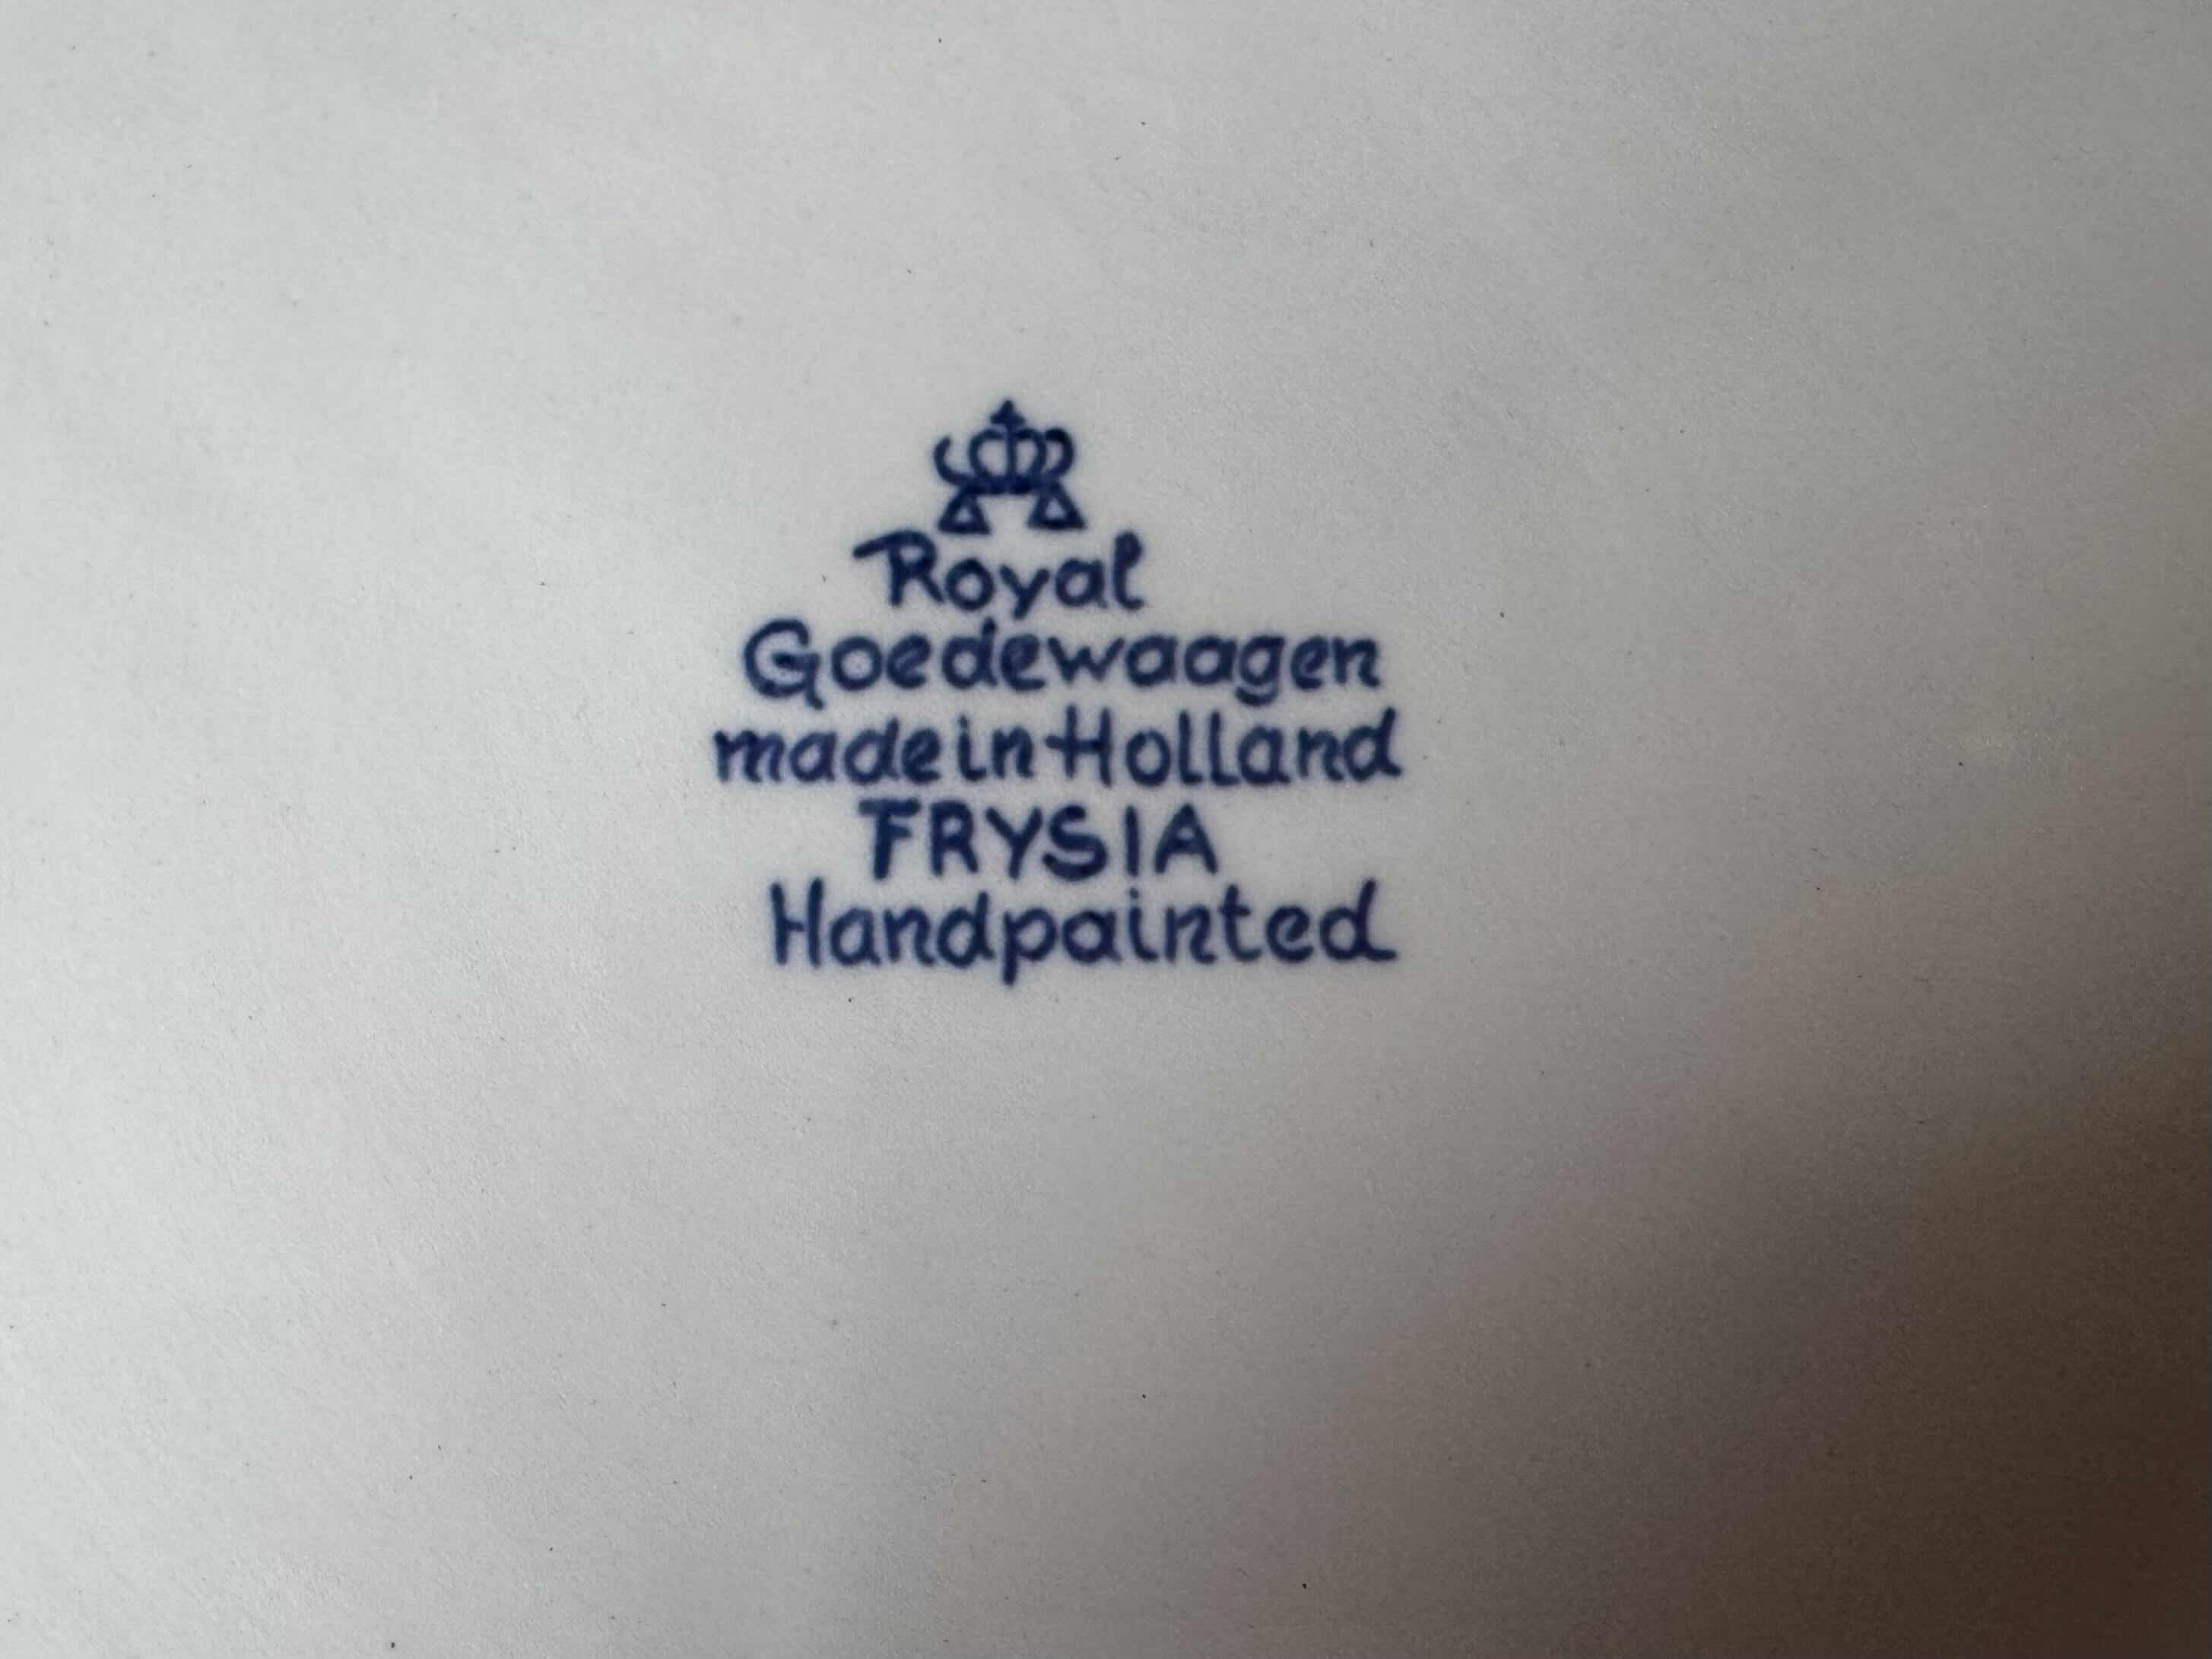 Royal
Goedewaagen
made in Holland
FRYSIA
Handpainted